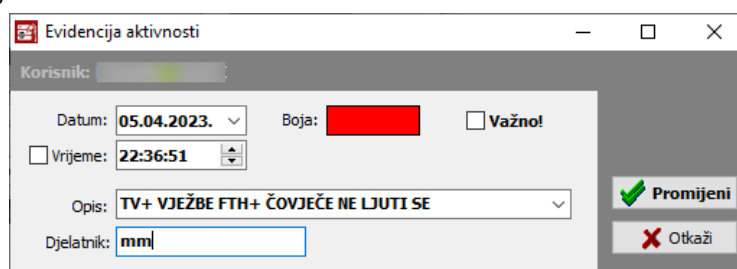 Evidencija aktivnosti
Korisnik:
Datum: 05.04.2023. Boja: Važno!
Vrijeme: 22:36:51
Opis: TV+ VJEŽBE FTH+ ČOVJEČE NE LJUTI SE
Djelatnik: mm
Promijeni
Otkaži